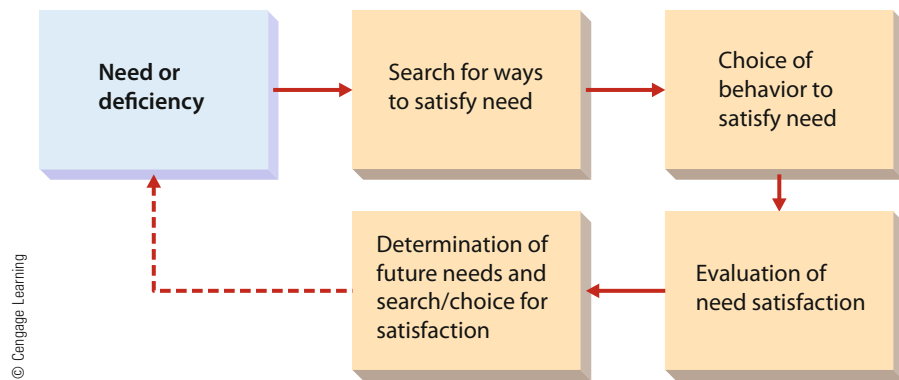 Need or
deficiency
Search for ways
to satisfy need
Choice of
behavior to
satisfy need
Evaluation of
need satisfaction
Determination of
future needs and
search/choice for
satisfaction
© Cengage Learning